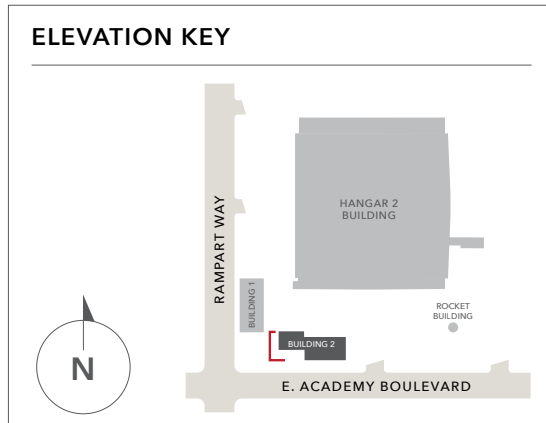 ELEVATION KEY
RAMPART WAY
HANGAR 2
BUILDING
BUILDING 1
ROCKET
BUILDING
BUILDING 2
N
E. ACADEMY BOULEVARD